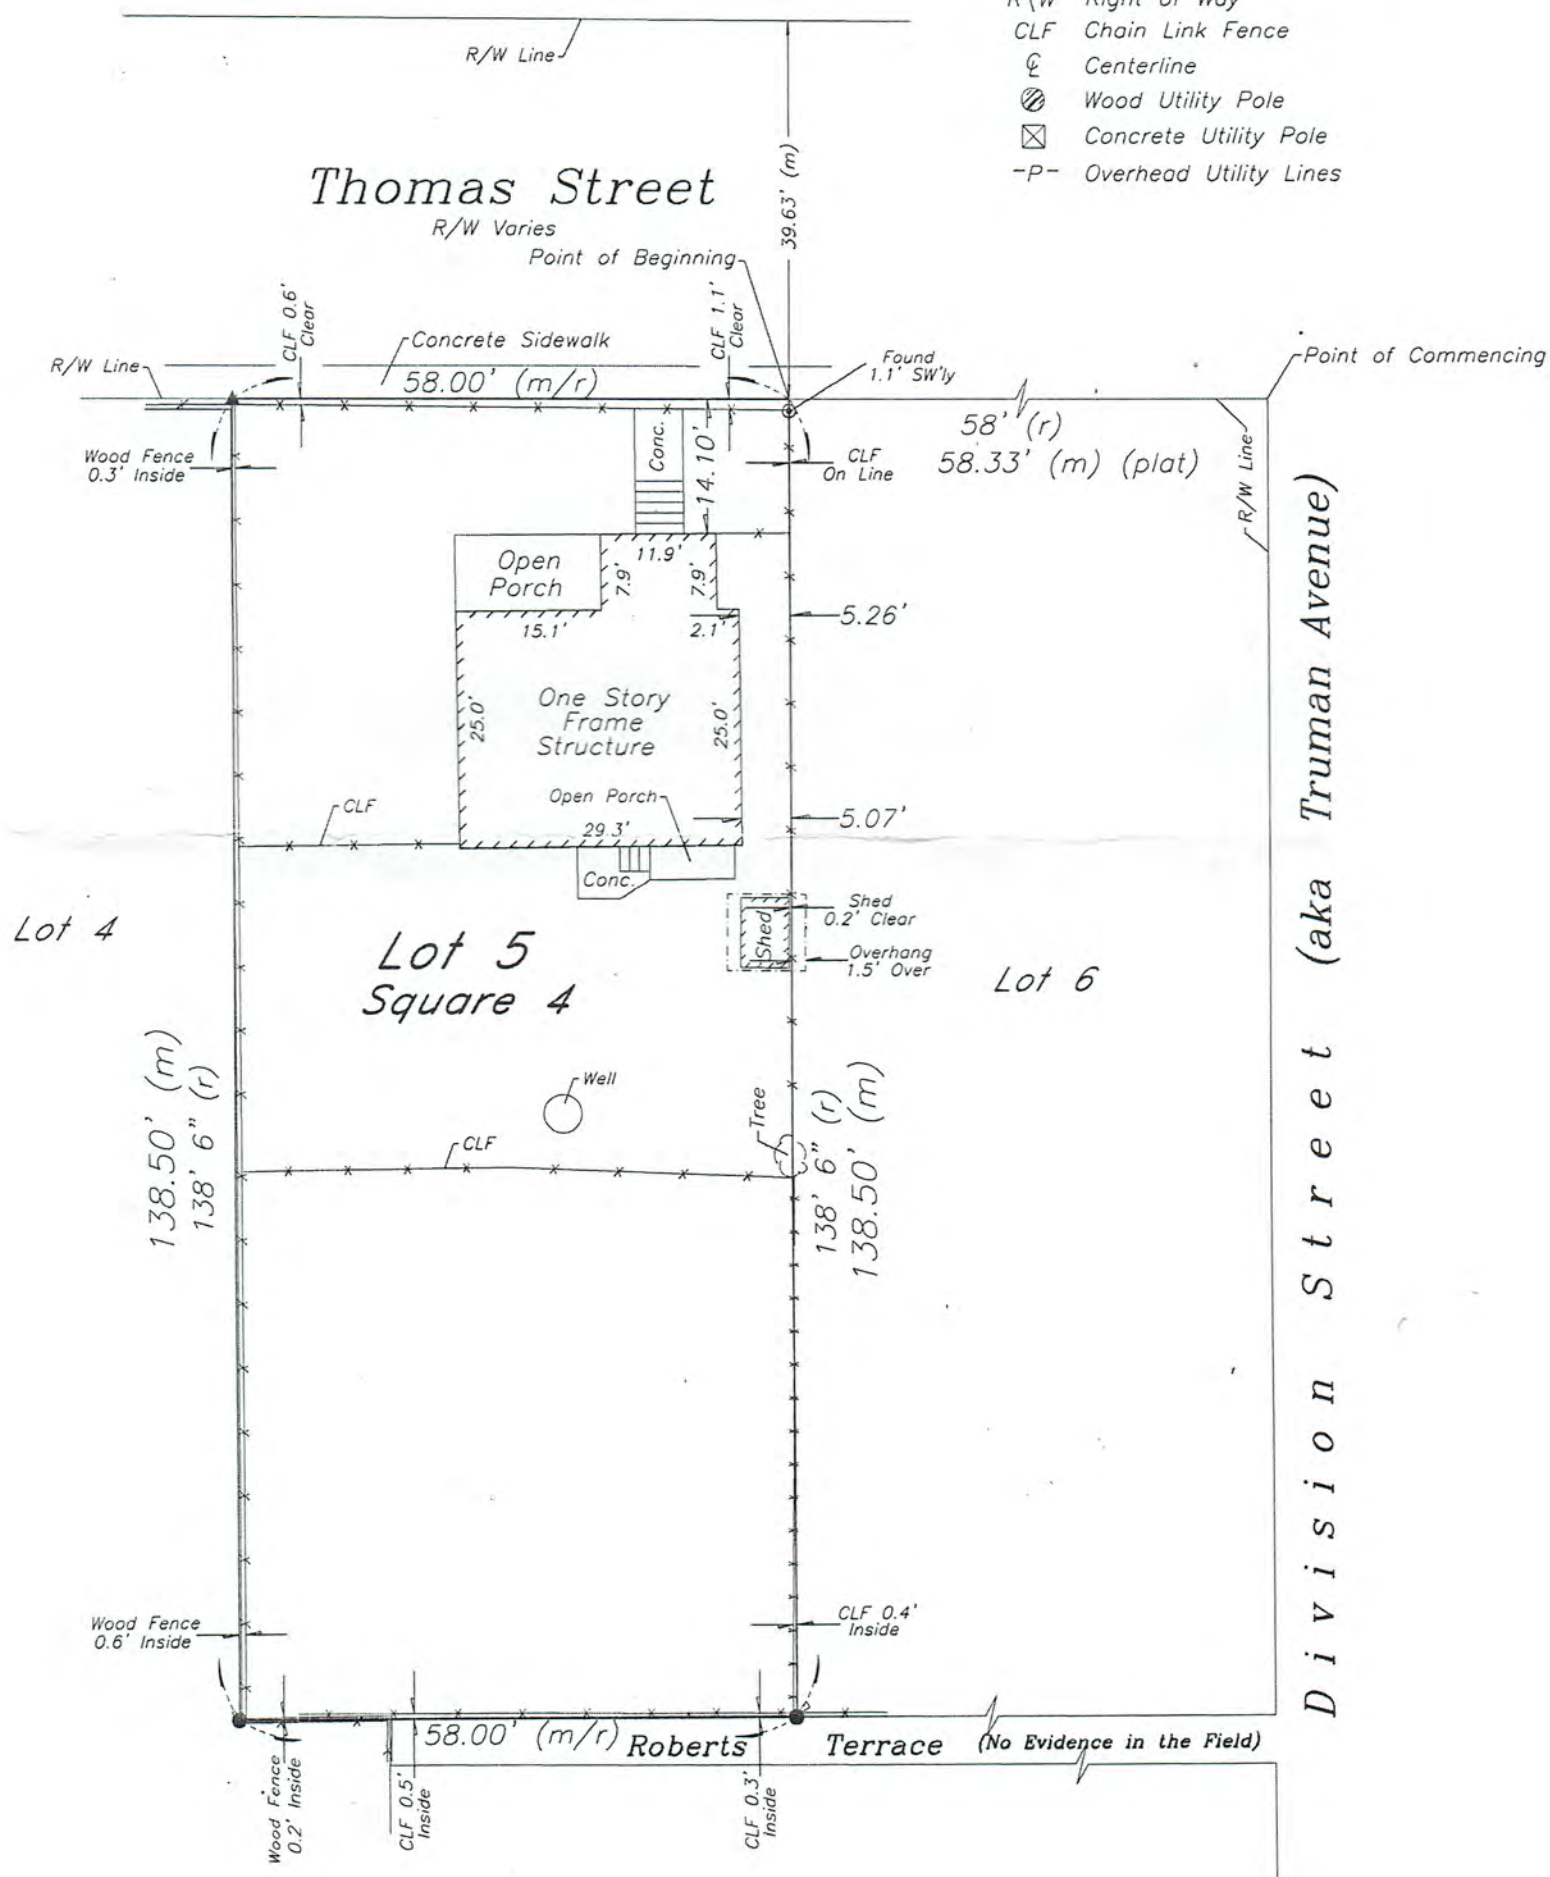 R\W Right of Way
R/W Line
CLF Chain Link Fence
℄ Centerline
Wood Utility Pole
Concrete Utility Pole
-P- Overhead Utility Lines
39.63' (m)
Thomas Street
R/W Varies
Point of Beginning
CLF 0.6'
Clear
CLF 1.1'
Clear
Concrete Sidewalk
R/W Line
58.00' (m/r)
Found
1.1' SW'ly
Point of Commencing
58' (r)
58.33' (m) (plat)
R/W Line
Wood Fence
0.3' Inside
Conc.
14.10'
CLF
On Line
Open
Porch
11.9'
7.9'
7.9'
15.1'
2.1'
5.26'
One Story
Frame
Structure
25.0'
25.0'
Open Porch
CLF
29.3'
5.07'
Conc.
Shed
Shed
0.2' Clear
Overhang
1.5' Over
Lot 4
Lot 5
Square 4
Lot 6
Division Street (aka Truman Avenue)
138.50' (m)
138' 6" (r)
Well
CLF
Tree
138' 6" (r)
138.50' (m)
Wood Fence
0.6' Inside
CLF 0.4'
Inside
58.00' (m/r)
Roberts Terrace (No Evidence in the Field)
Wood Fence
0.2' Inside
CLF 0.5'
Inside
CLF 0.3'
Inside